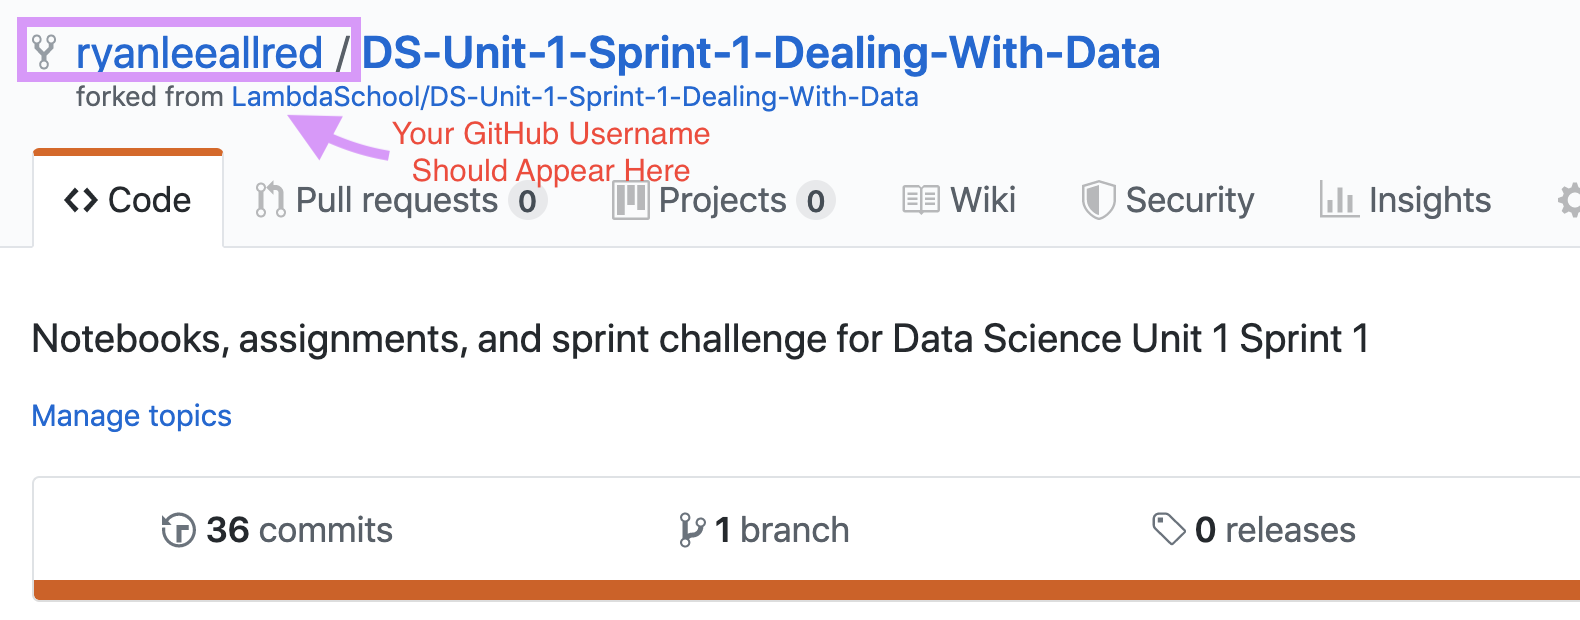 ryanleeallred / DS-Unit-1-Sprint-1-Dealing-With-Data
forked from LambdaSchool/DS-Unit-1-Sprint-1-Dealing-With-Data
Your GitHub Username
Should Appear Here
Code Pull requests 0 Projects 0 Wiki Security Insights
Notebooks, assignments, and sprint challenge for Data Science Unit 1 Sprint 1
Manage topics
36 commits 1 branch 0 releases